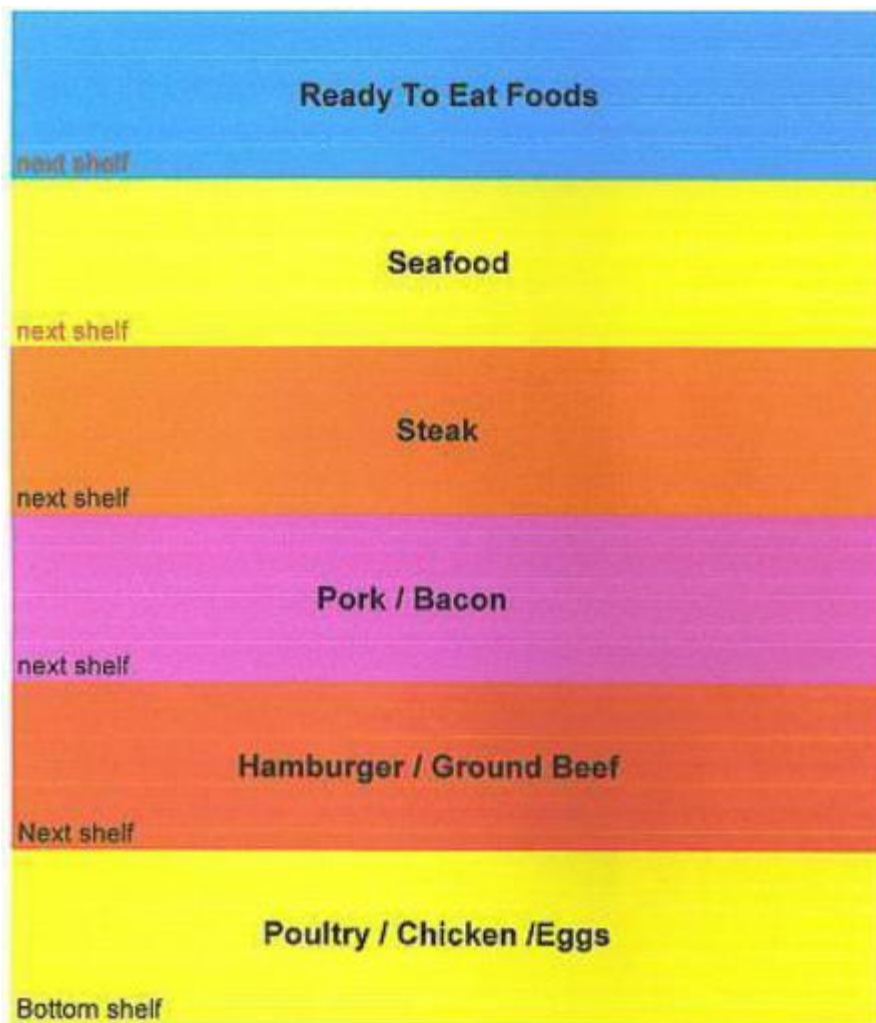 Ready To Eat Foods
next shelf
Seafood
next shelf
Steak
next shelf
Pork / Bacon
next shelf
Hamburger / Ground Beef
Next shelf
Poultry / Chicken /Eggs
Bottom shelf